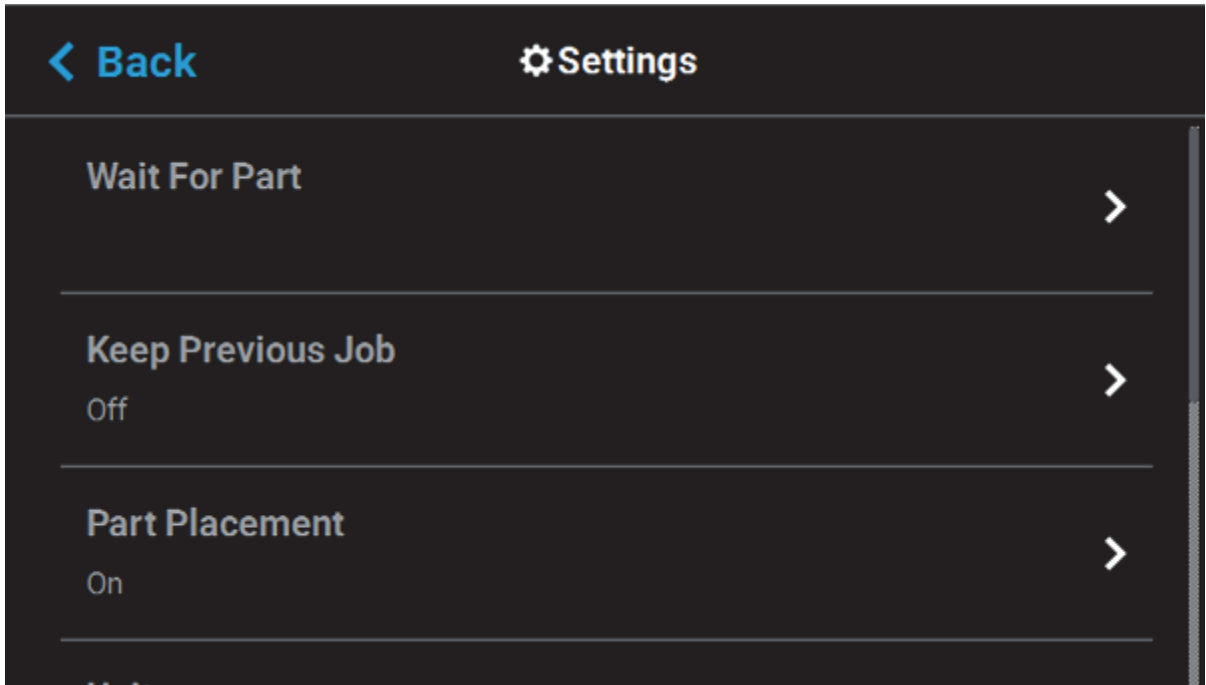 Back
Settings
Wait For Part
Keep Previous Job
Off
Part Placement
On